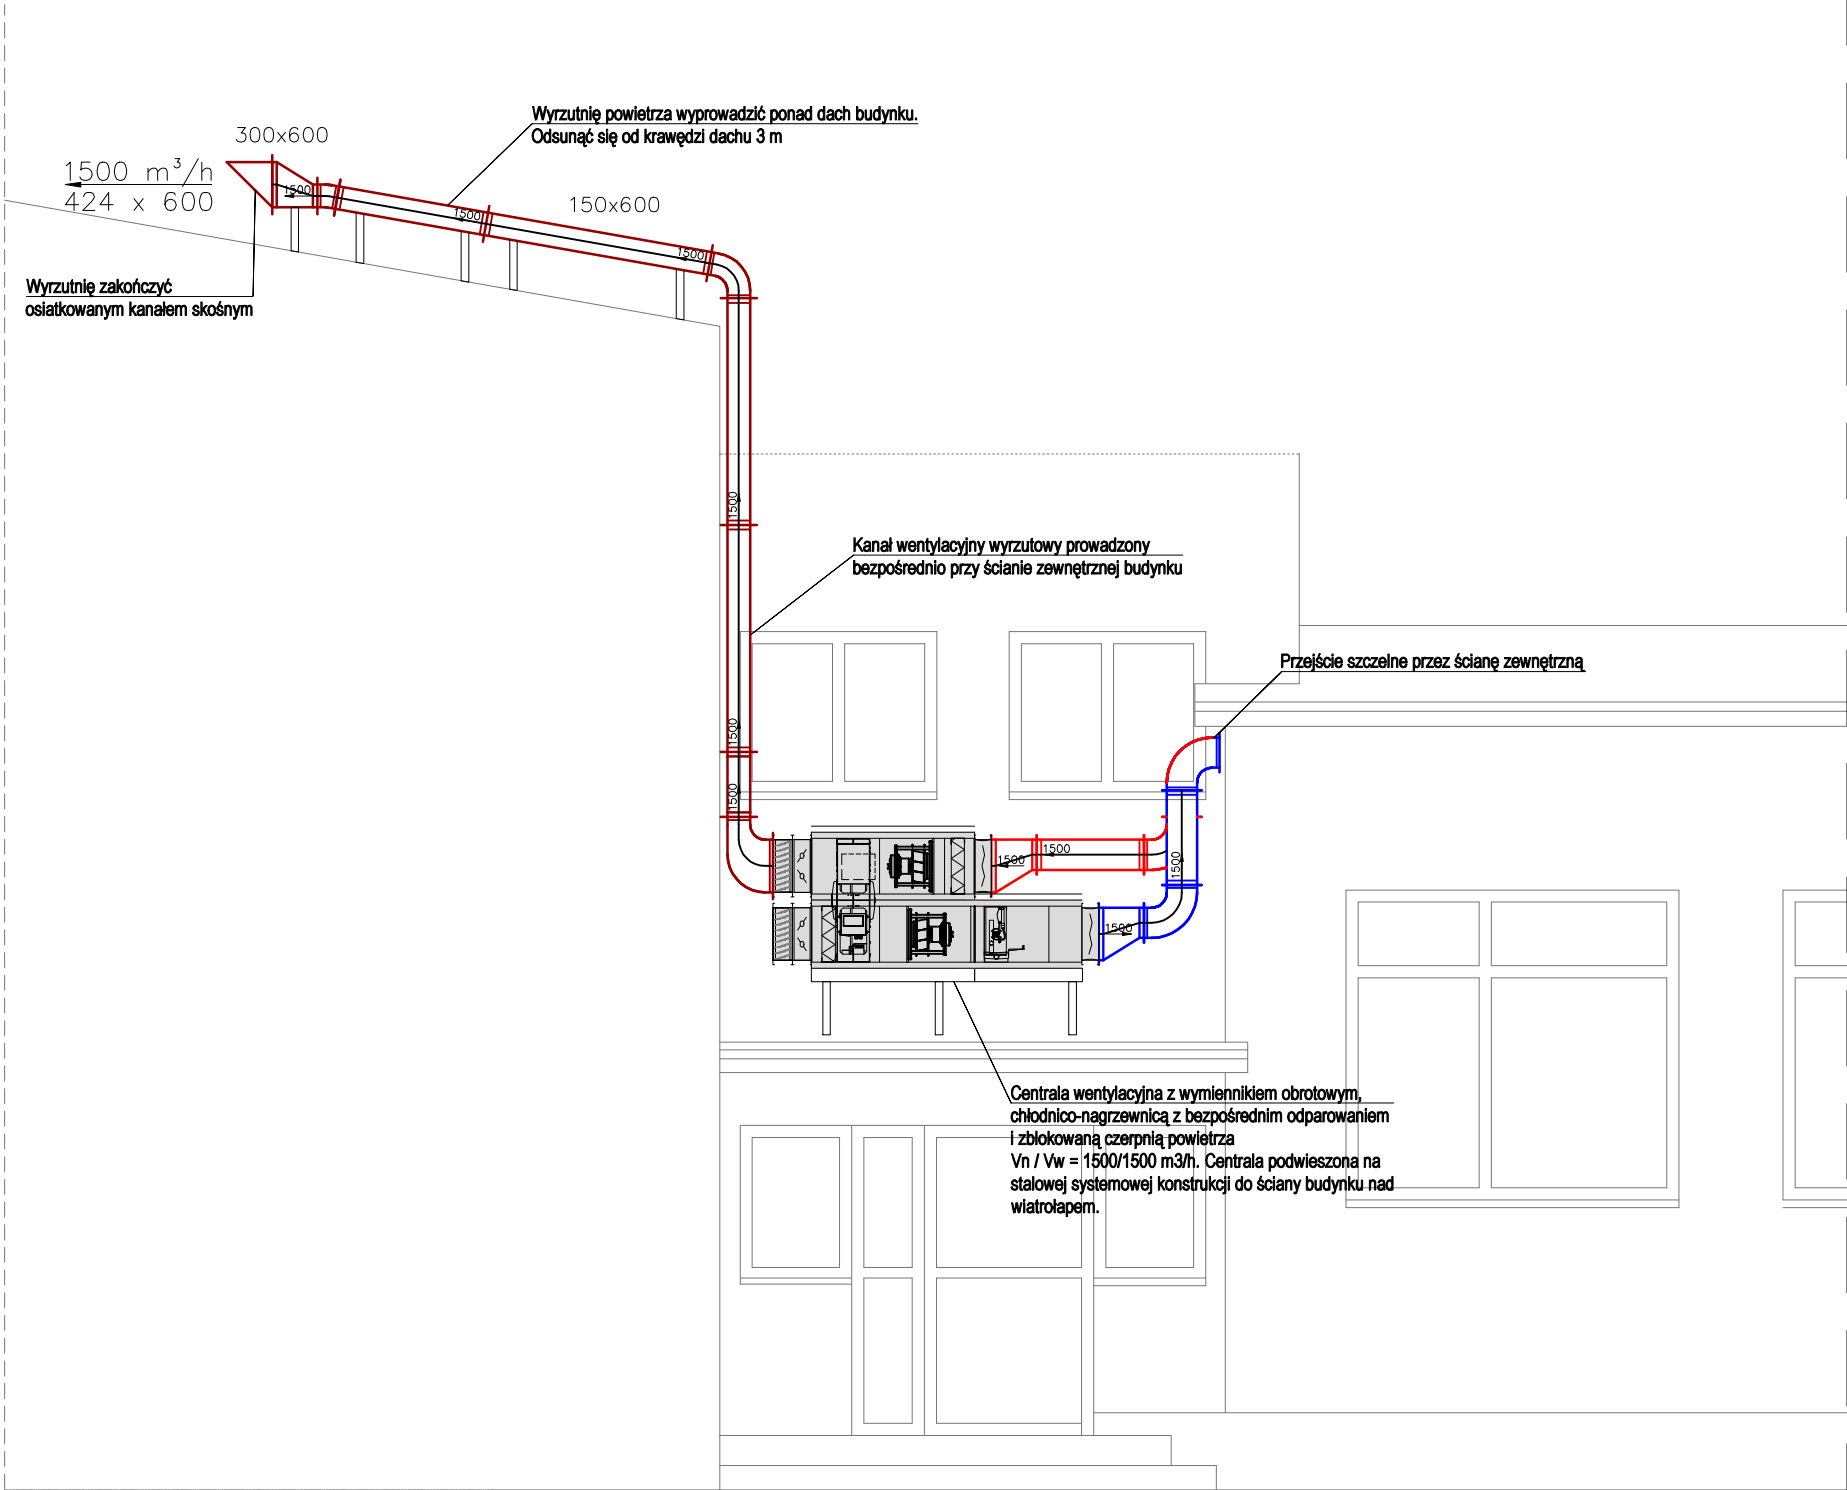 Wyrzutnię powietrza wyprowadzić ponad dach budynku.
Odsunąć się od krawędzi dachu 3 m
300x600
1500 m³/h
424 x 600
1500
1500
150x600
1500
Wyrzutnię zakończyć
osiatkowanym kanałem skośnym
1500
Kanał wentylacyjny wyrzutowy prowadzony
bezpośrednio przy ścianie zewnętrznej budynku
Przejście szczelne przez ścianę zewnętrzną
1500
1500
1500
1500
1500
1500
Centrala wentylacyjna z wymiennikiem obrotowym,
chłodnico-nagrzewnicą z bezpośrednim odparowaniem
i zblokowaną czerpnią powietrza
Vn / Vw = 1500/1500 m3/h. Centrala podwieszona na
stalowej systemowej konstrukcji do ściany budynku nad
wiatrołapem.